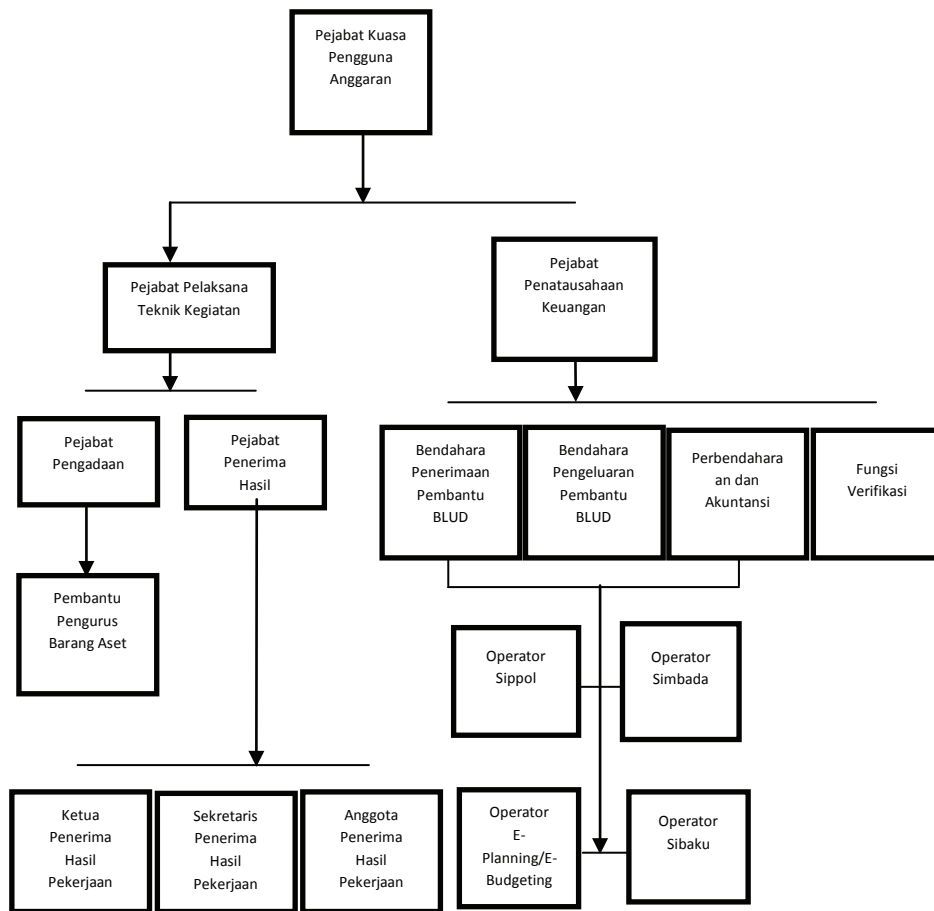 Pejabat Kuasa
Pengguna
Anggaran
Pejabat Pelaksana
Teknik Kegiatan
Pejabat
Penatausahaan
Keuangan
Pejabat
Pengadaan
Pejabat
Penerima
Hasil
Bendahara
Penerimaan
Pembantu
BLUD
Bendahara
Pengeluaran
Pembantu
BLUD
Perbendahara
an dan
Akuntansi
Fungsi
Verifikasi
Pembantu
Pengurus
Barang Aset
Operator
Sippol
Operator
Simbada
Ketua
Penerima
Hasil
Pekerjaan
Sekretaris
Penerima
Hasil
Pekerjaan
Anggota
Penerima
Hasil
Pekerjaan
Operator
E-
Planning/E-
Budgeting
Operator
Sibaku